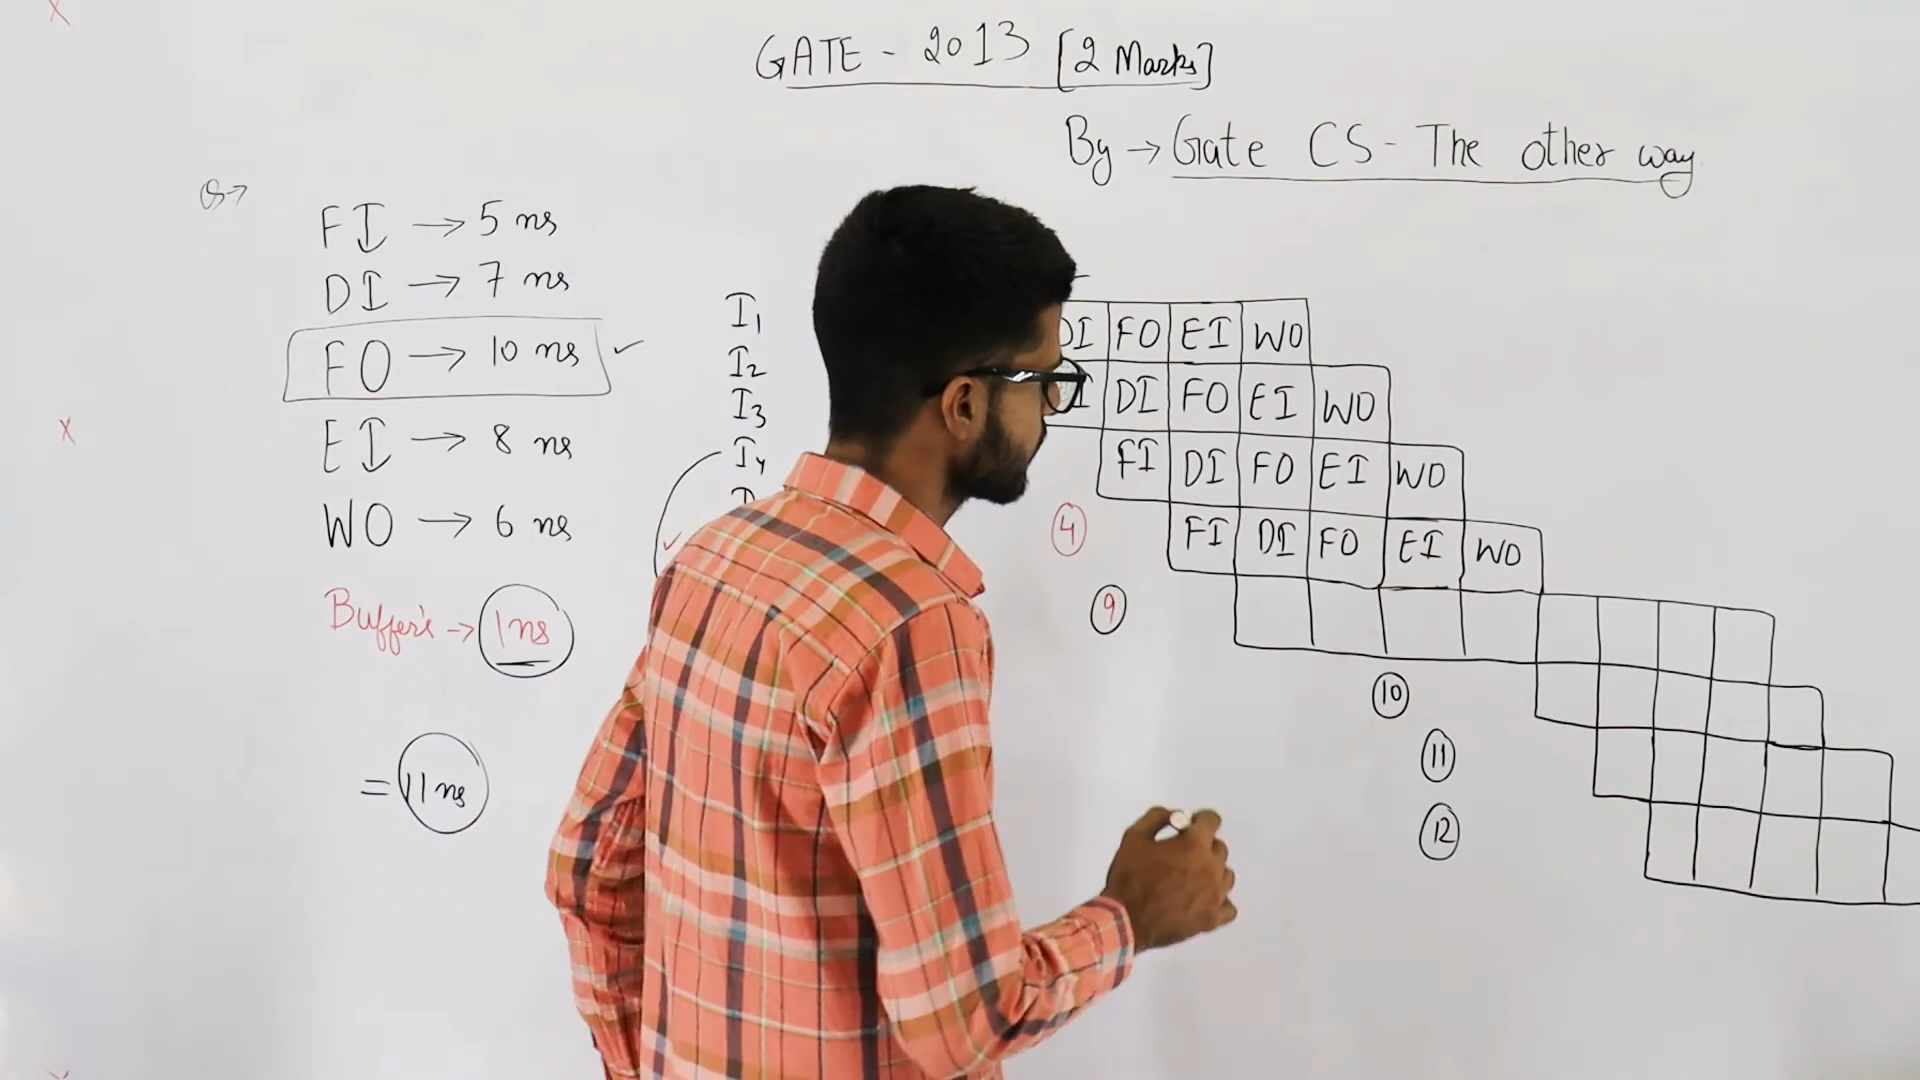 GATE - 2013 [2 Marks]
By → Gate CS - The other way
Q→
FI → 5 ns
DI → 7 ns
FO → 10 ns ✓
EI → 8 ns
WO → 6 ns
Buffer's → 1ns
= 11 ns
I1
I2
I3
I4
DI FO EI WO
DI FO EI WO
FI DI FO EI WO
FI DI FO EI WO
4
9
10
11
12